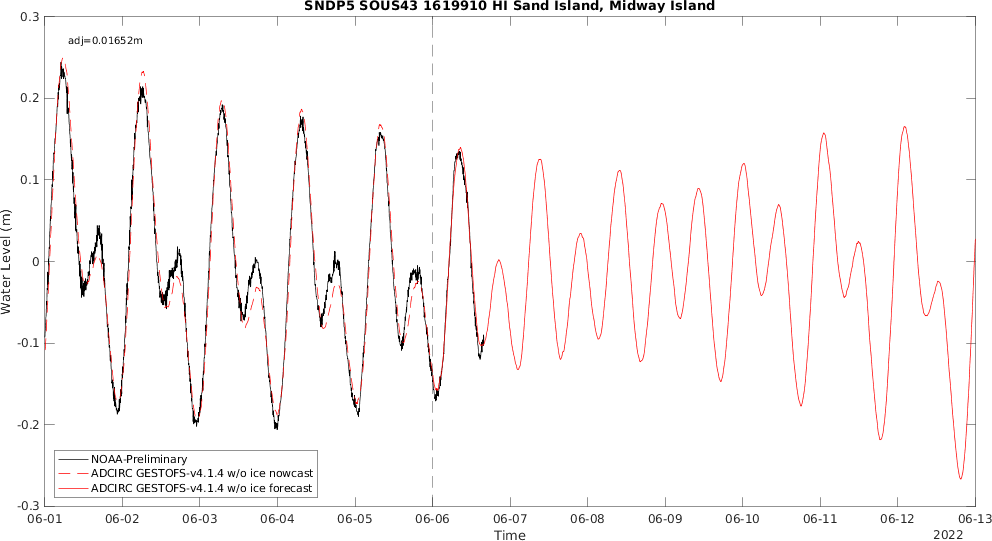 SNDP5 SOUS43 1619910 HI Sand Island, Midway Island
adj=0.01652m
0.3
0.2
0.1
0
-0.1
-0.2
-0.3
Water Level (m)
NOAA-Preliminary
ADCIRC GESTOFS-v4.1.4 w/o ice nowcast
ADCIRC GESTOFS-v4.1.4 w/o ice forecast
06-01 06-02 06-03 06-04 06-05 06-06 06-07 06-08 06-09 06-10 06-11 06-12 06-13
Time
2022